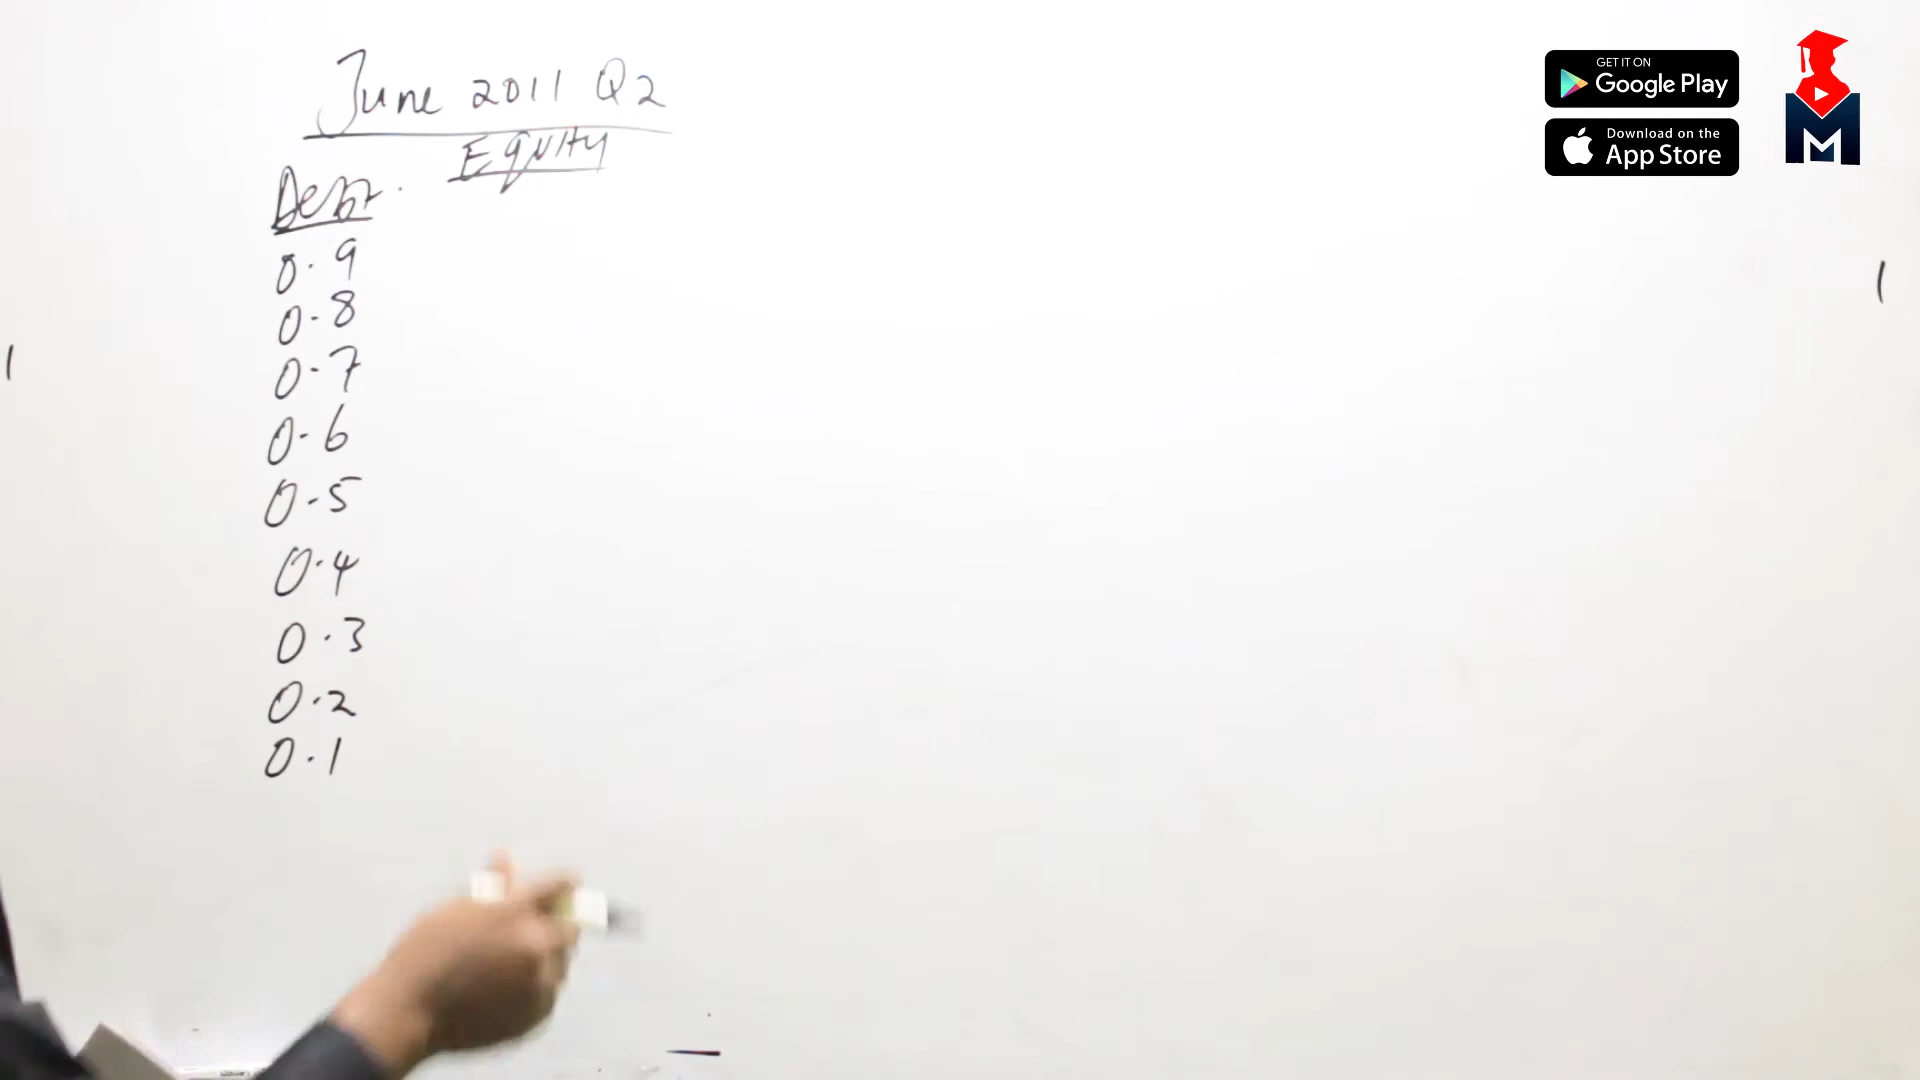 June 2011 Q2
Equity
Debt.
0.9
0.8
0.7
0.6
0.5
0.4
0.3
0.2
0.1
GET IT ON
Google Play
Download on the
App Store
M